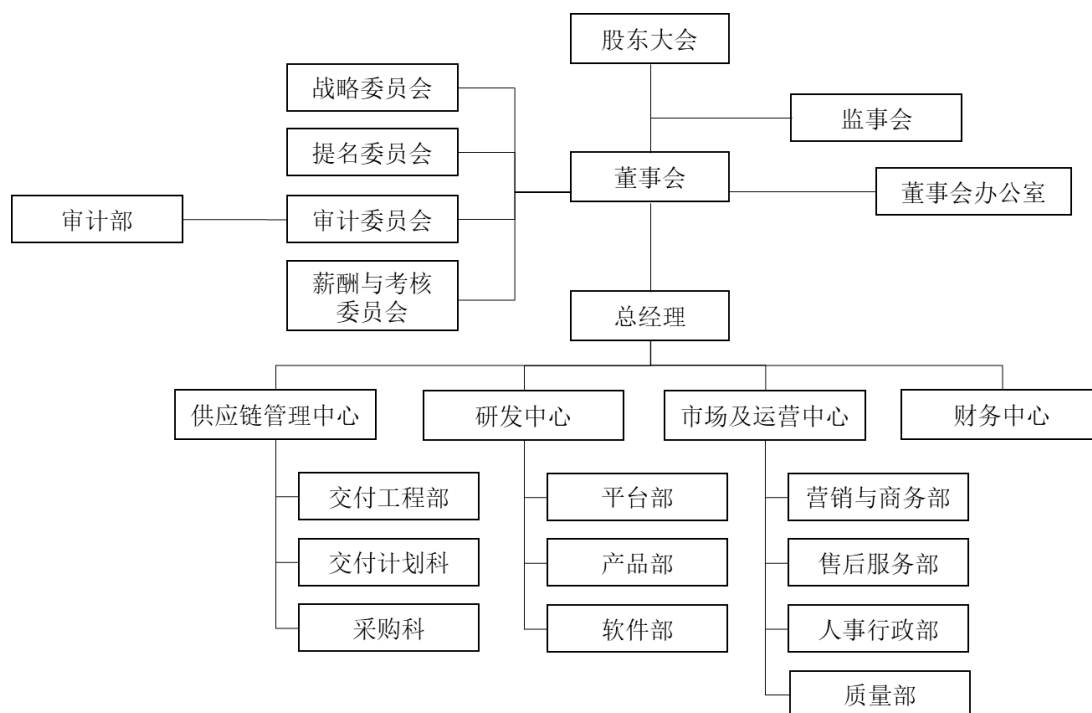 股东大会
战略委员会
监事会
提名委员会
董事会
董事会办公室
审计部
审计委员会
薪酬与考核
委员会
总经理
供应链管理中心
研发中心
市场及运营中心
财务中心
交付工程部
平台部
营销与商务部
交付计划科
产品部
售后服务部
采购科
软件部
人事行政部
质量部